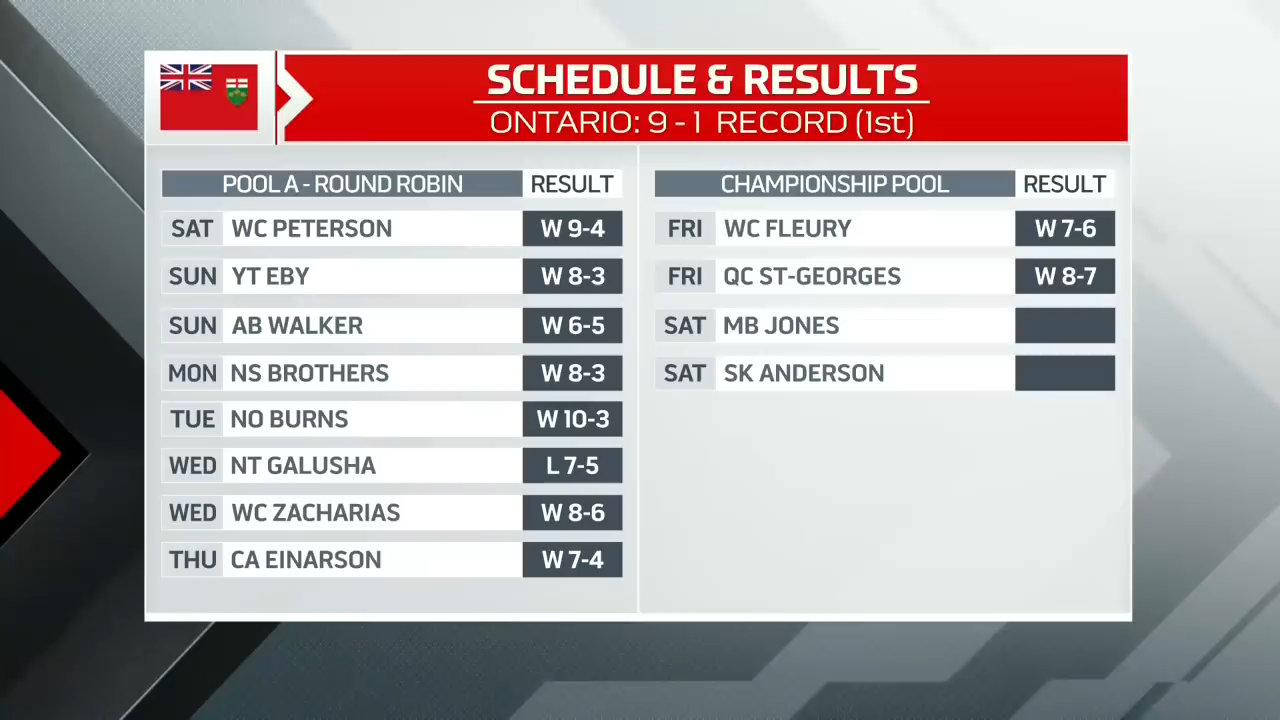 SCHEDULE & RESULTS
ONTARIO: 9 - 1 RECORD (1st)
POOL A - ROUND ROBIN RESULT
SAT WC PETERSON W 9-4
SUN YT EBY W 8-3
SUN AB WALKER W 6-5
MON NS BROTHERS W 8-3
TUE NO BURNS W 10-3
WED NT GALUSHA L 7-5
WED WC ZACHARIAS W 8-6
THU CA EINARSON W 7-4
CHAMPIONSHIP POOL RESULT
FRI WC FLEURY W 7-6
FRI QC ST-GEORGES W 8-7
SAT MB JONES
SAT SK ANDERSON